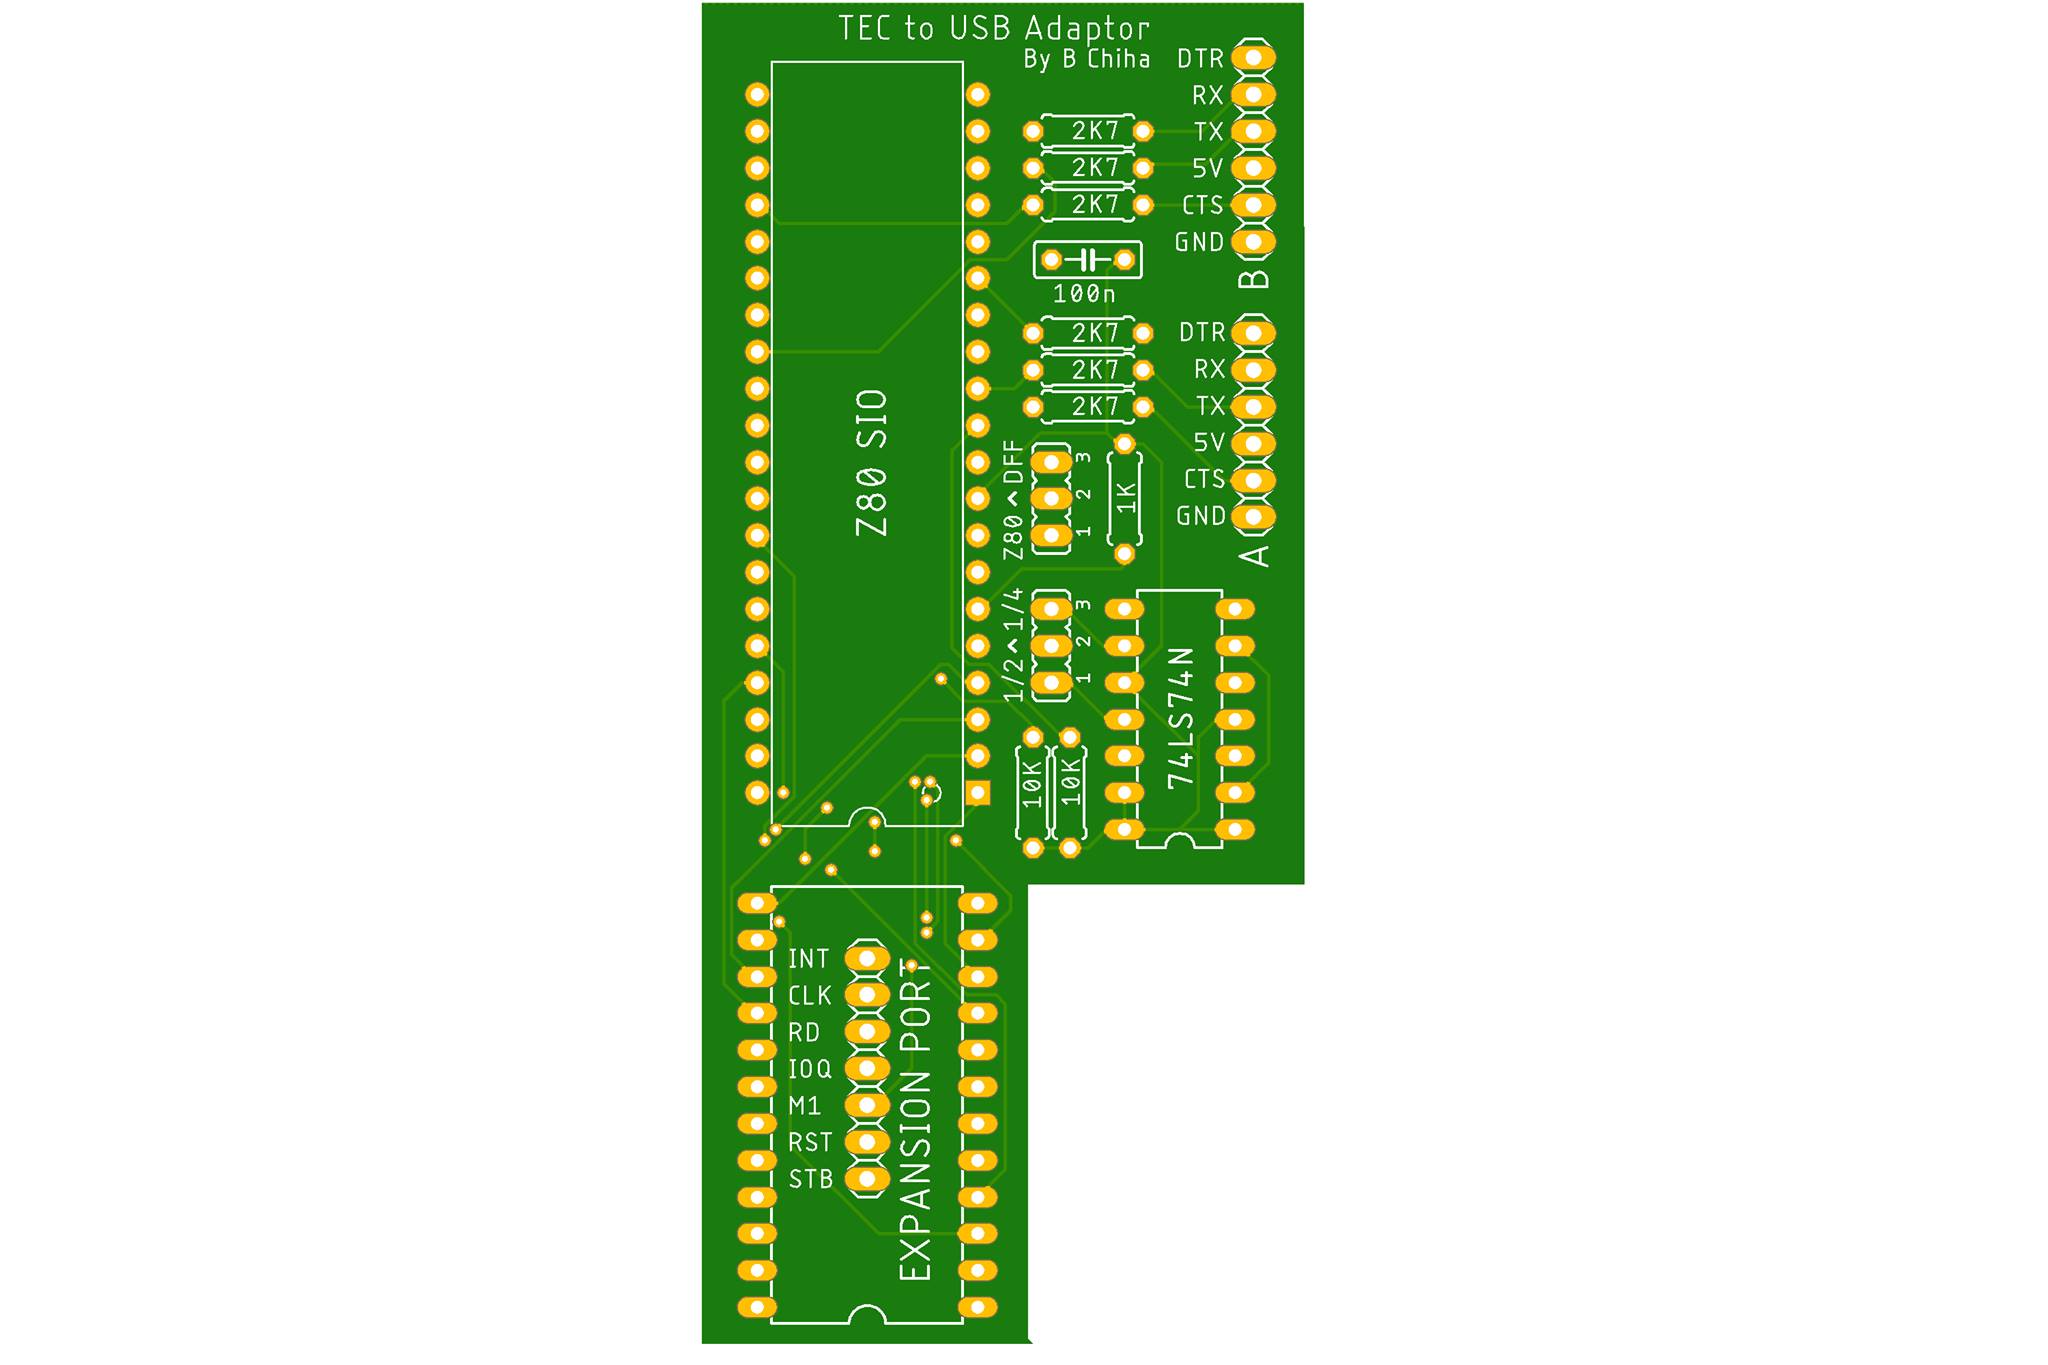 TEC to USB Adaptor
By B Chiha
DTR
RX
TX
5V
CTS
GND
B
2K7
2K7
2K7
100n
2K7
2K7
2K7
DTR
RX
TX
5V
CTS
GND
A
Z80 SIO
Z80^DFF
3
2
1
1K
1/2^1/4
3
2
1
74LS74N
10K
10K
INT
CLK
RD
IOQ
M1
RST
STB
EXPANSION PORT